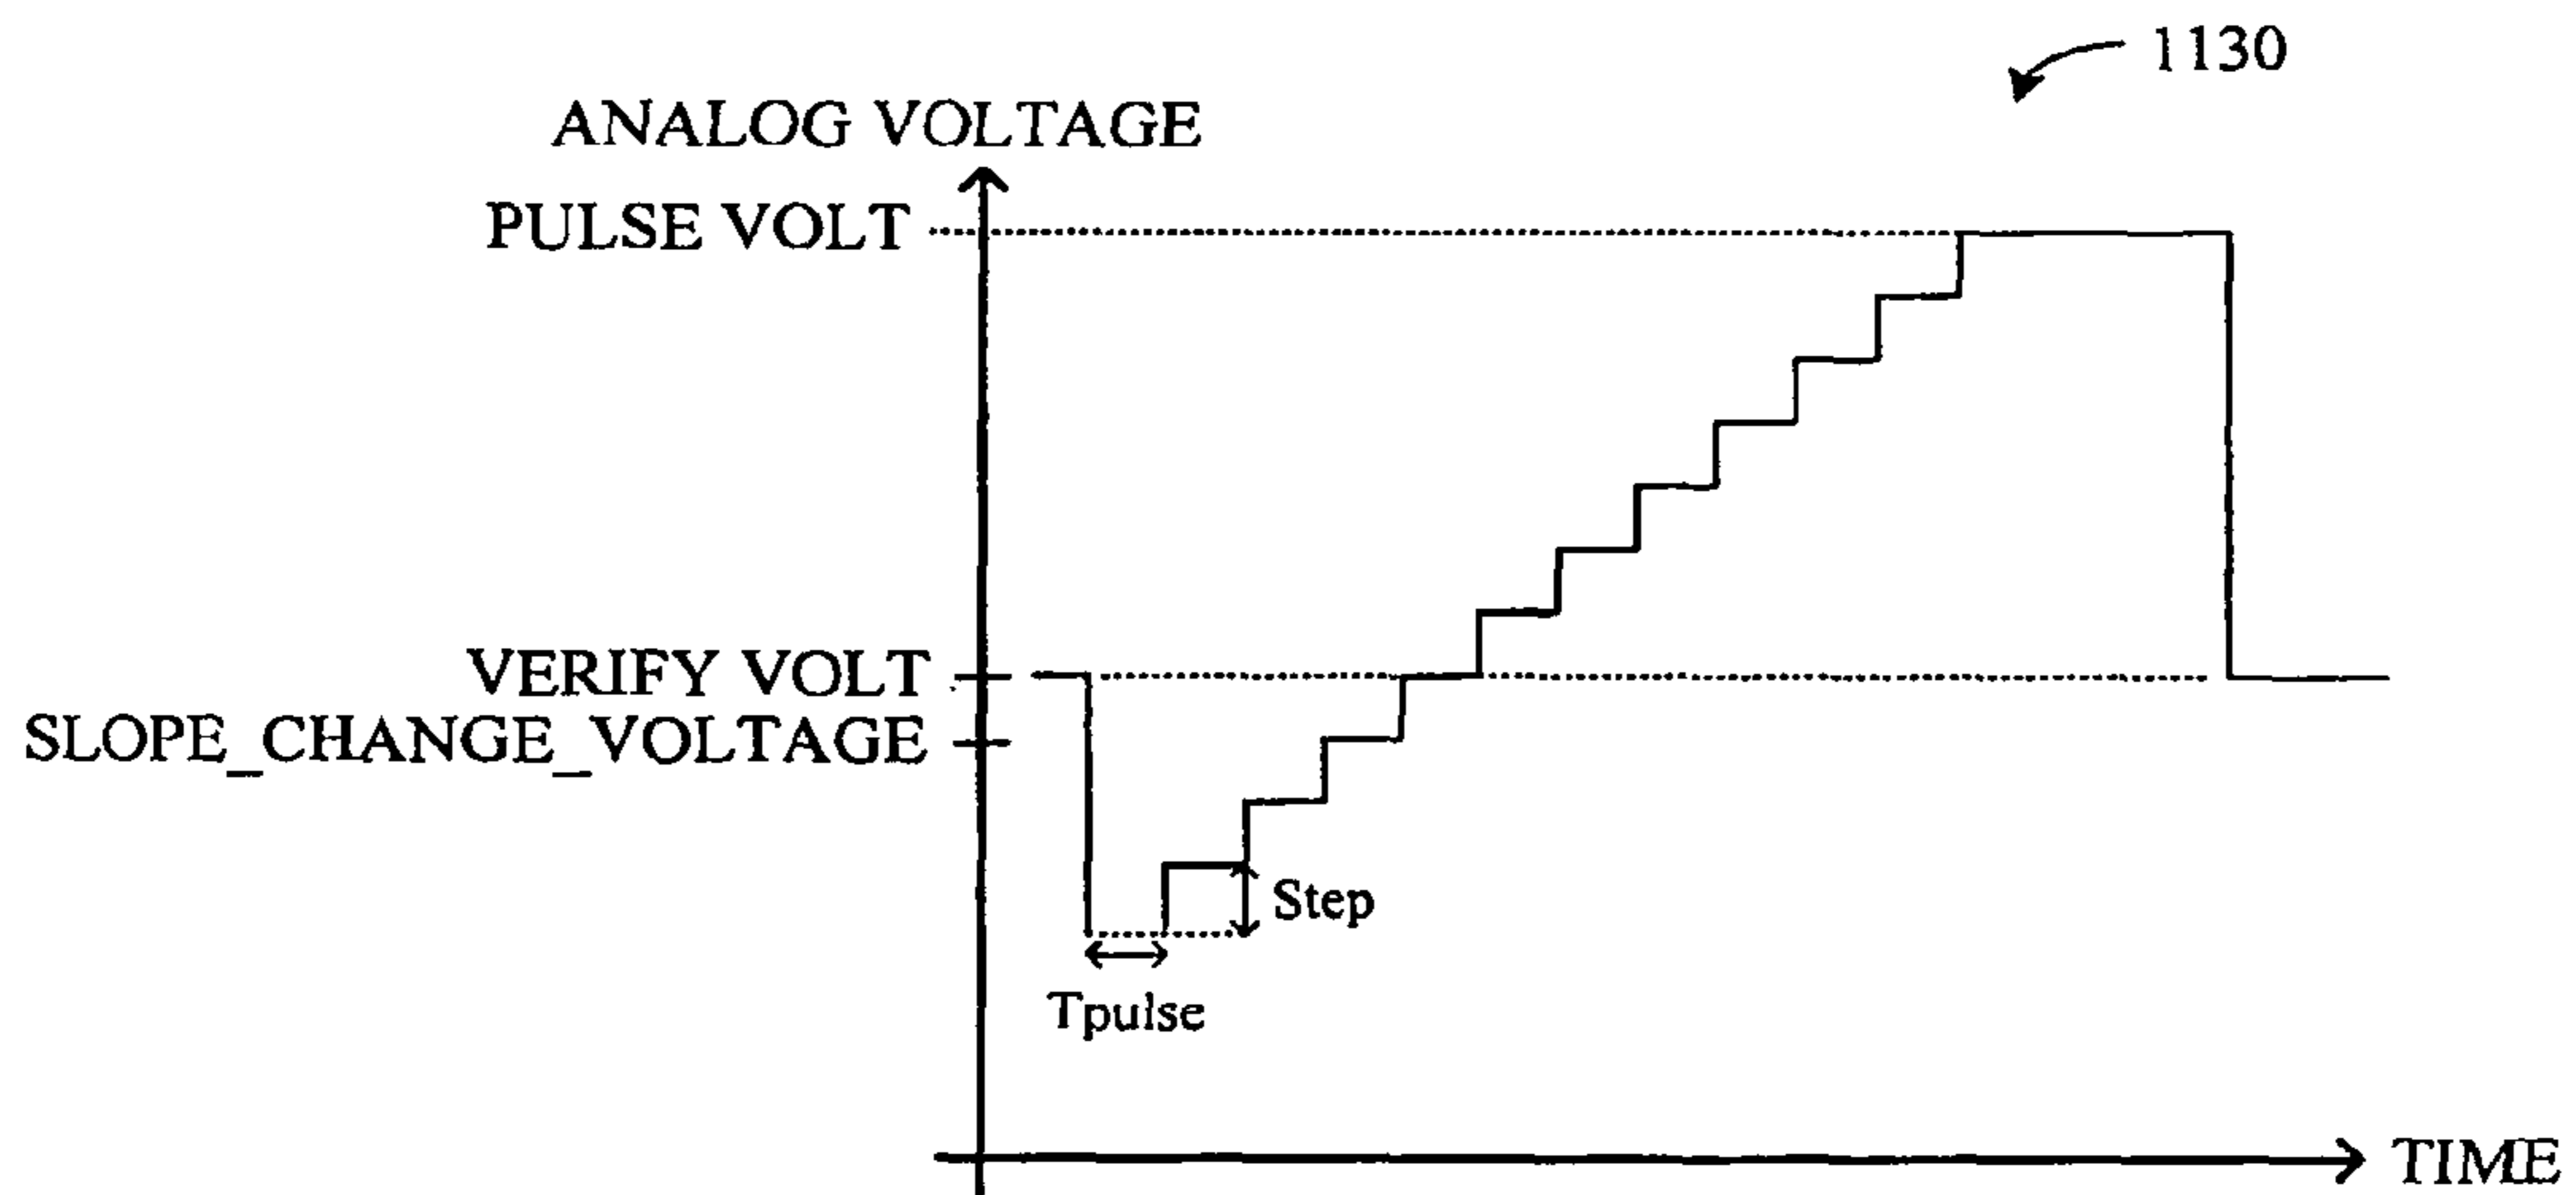 1130
ANALOG VOLTAGE
PULSE VOLT
VERIFY VOLT
SLOPE_CHANGE_VOLTAGE
Step
Tpulse
TIME